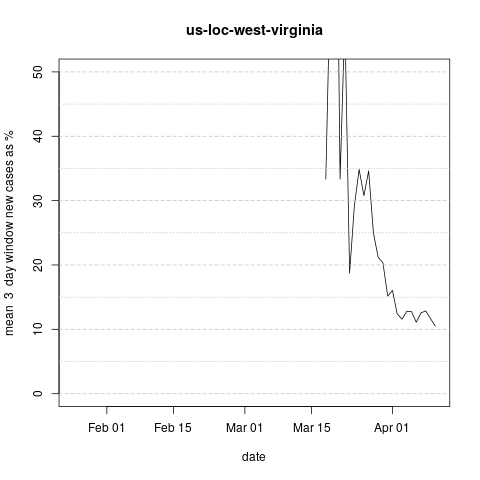 us-loc-west-virginia
mean 3 day window new cases as %
50
40
30
20
10
0
Feb 01 Feb 15 Mar 01 Mar 15 Apr 01
date